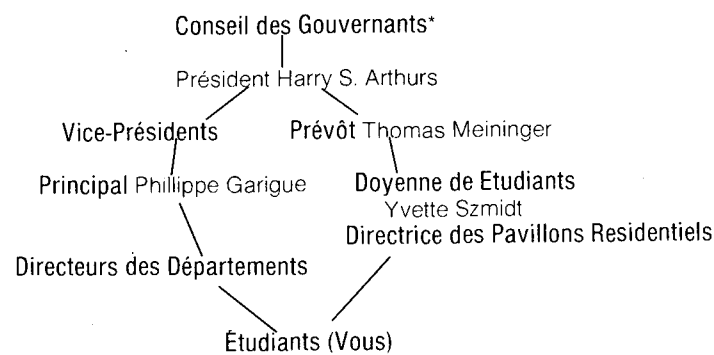 Conseil des Gouvernants*
Président Harry S. Arthurs
Vice-Présidents
Prévôt Thomas Meininger
Principal Phillippe Garigue
Doyenne de Etudiants
Yvette Szmidt
Directrice des Pavillons Residentiels
Directeurs des Départements
Étudiants (Vous)